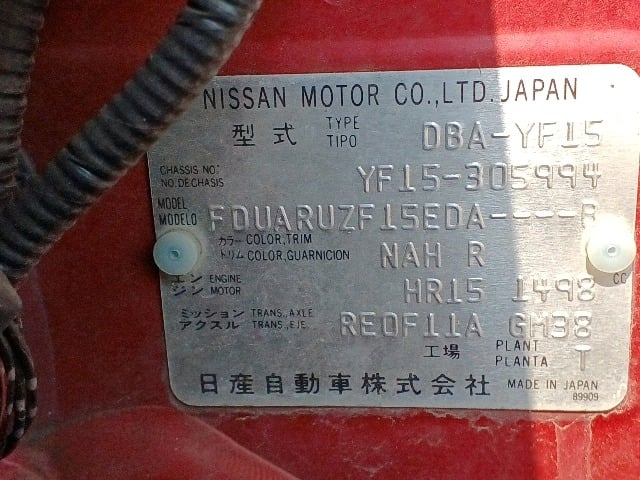 NISSAN MOTOR CO.,LTD.JAPAN
型式 TYPE TIPO DBA-YF15
CHASSIS NO. NO.DECHASIS YF15-305994
MODEL MODELO FDUARUZF15EDA----B
カラー COLOR,TRIM
トリム COLOR,GUARNICION NAH R
エンジン ENGINE MOTOR HR15 1498 CC
ミッション TRANS.,AXLE
アクスル TRANS.,EJE RE0F11A GM38
工場 PLANT PLANTA T
日産自動車株式会社 MADE IN JAPAN
89909